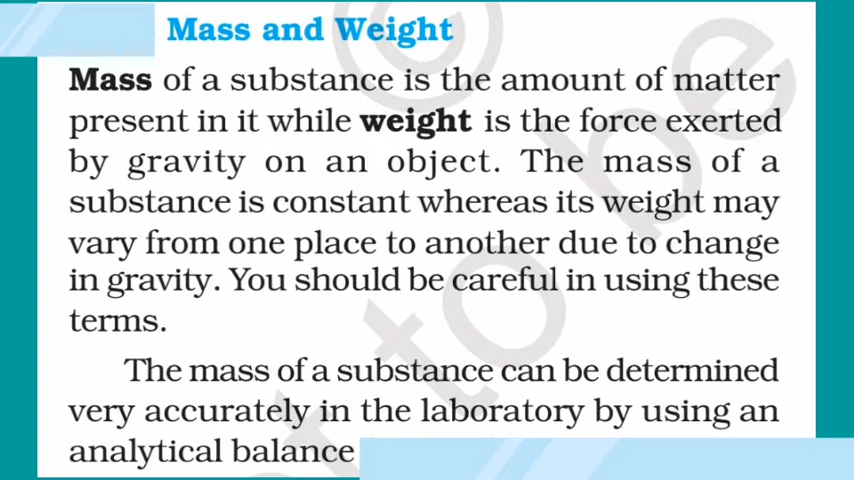 Mass and Weight
Mass of a substance is the amount of matter
present in it while weight is the force exerted
by gravity on an object. The mass of a
substance is constant whereas its weight may
vary from one place to another due to change
in gravity. You should be careful in using these
terms.
The mass of a substance can be determined
very accurately in the laboratory by using an
analytical balance